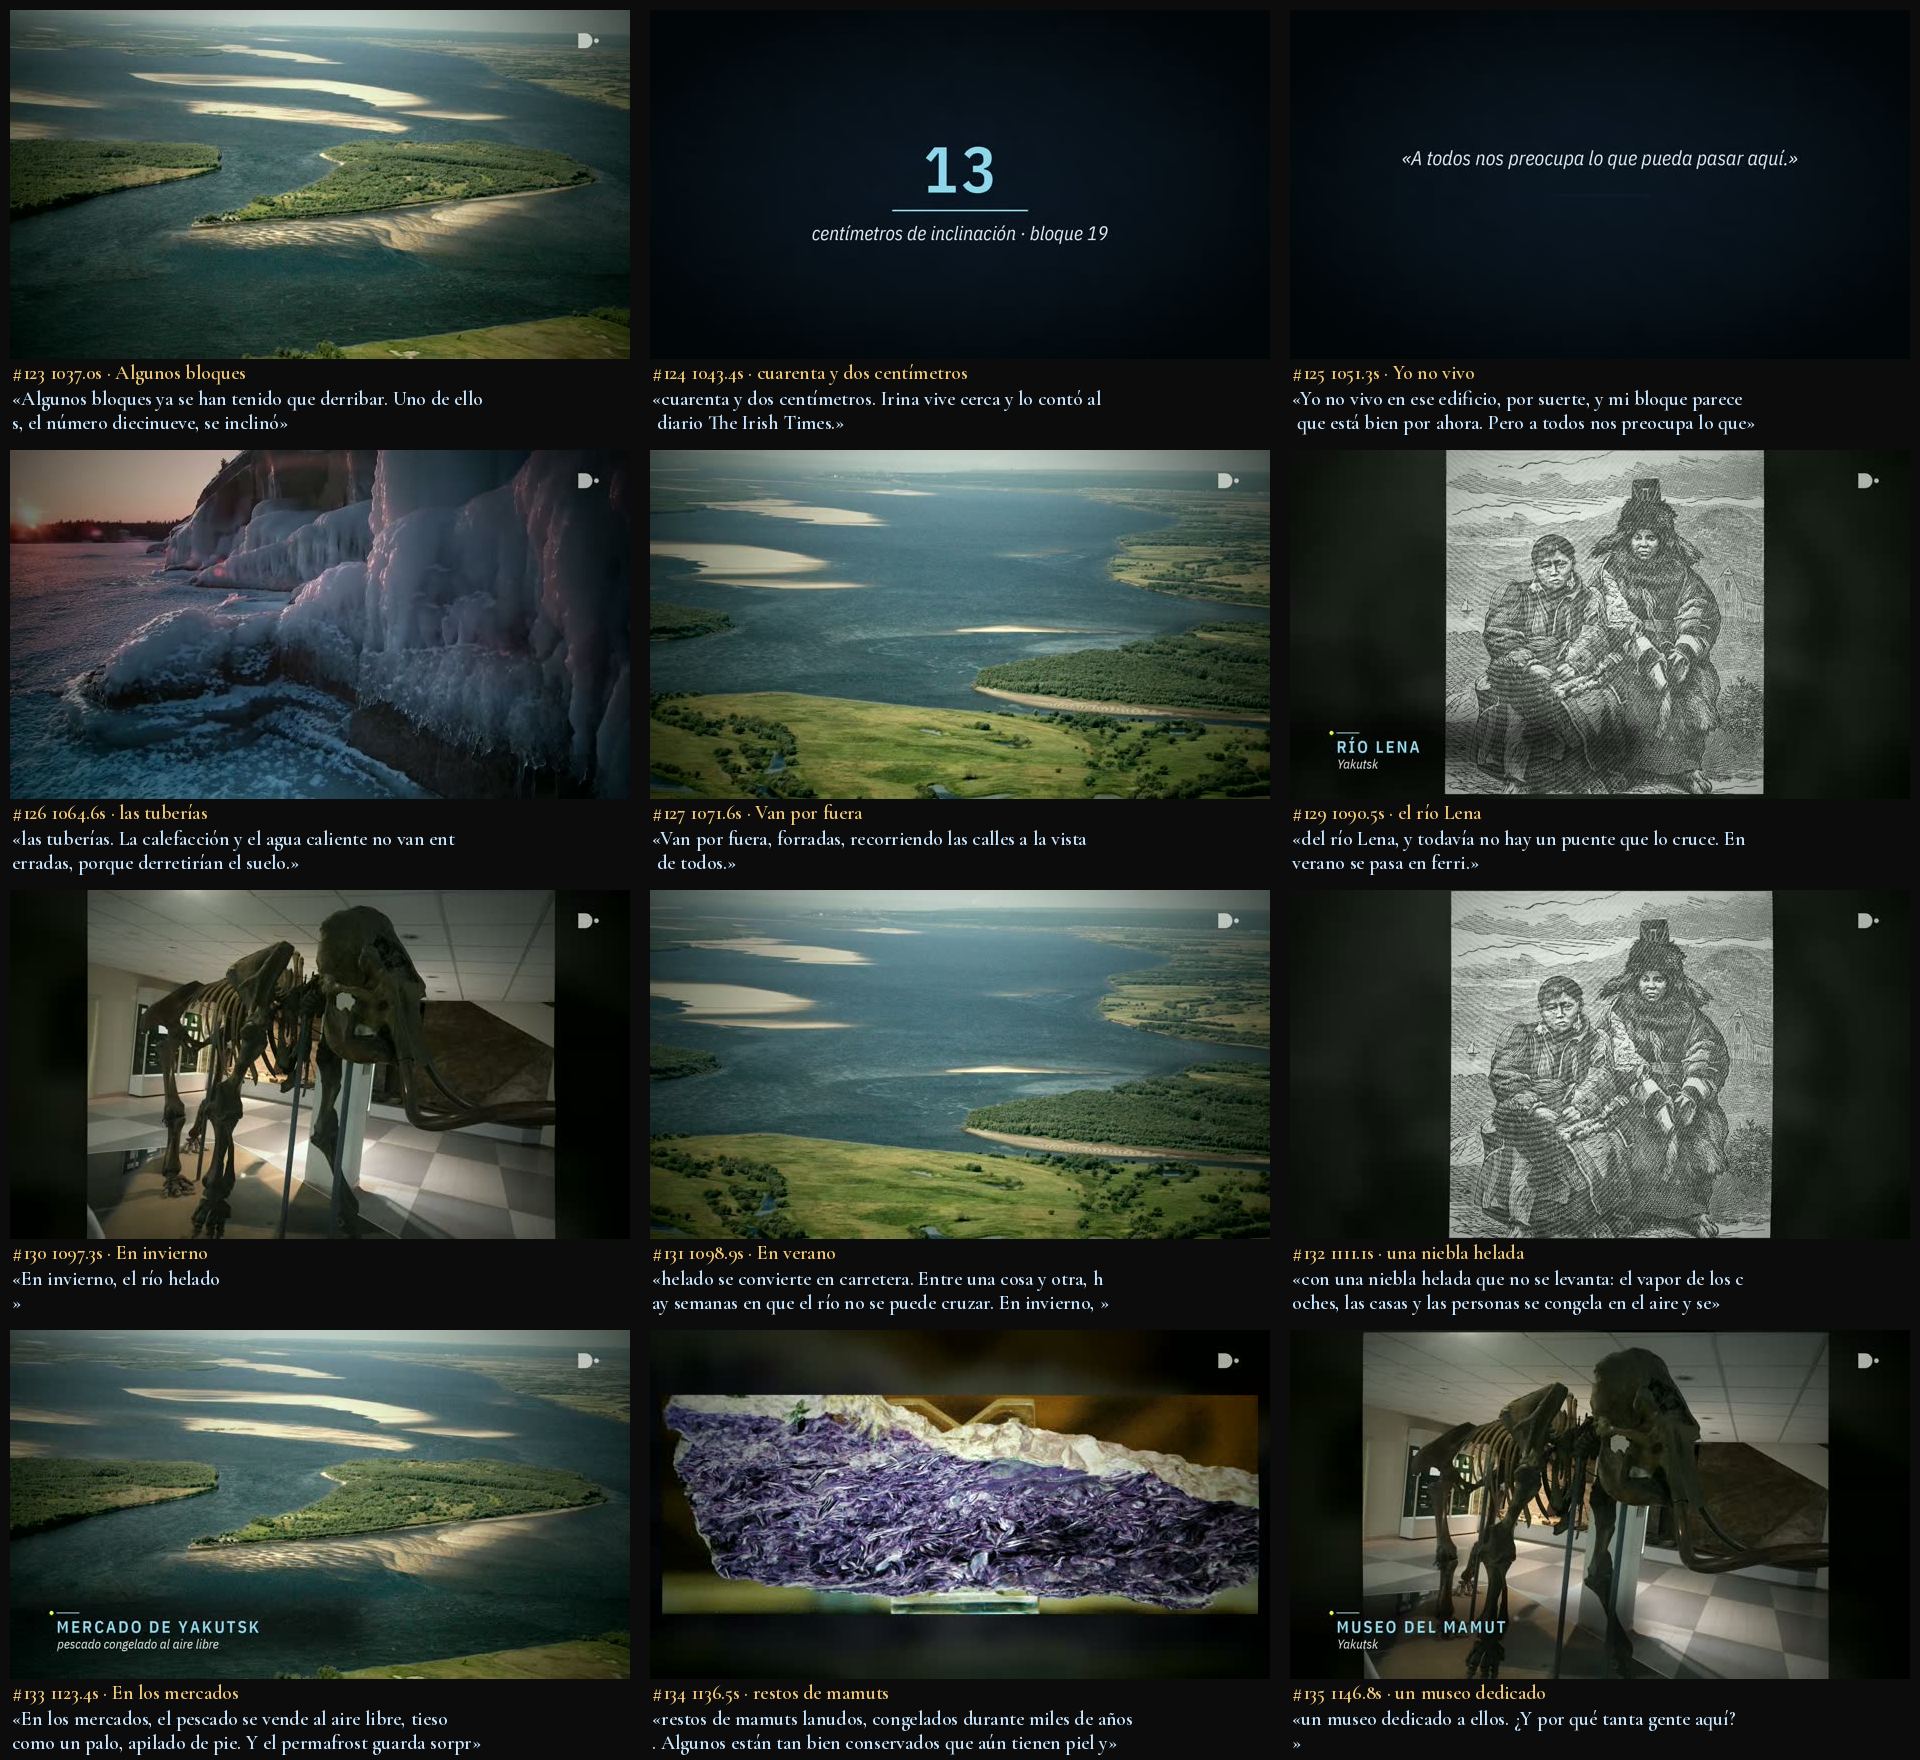 13
centímetros de inclinación · bloque 19
«A todos nos preocupa lo que pueda pasar aquí.»
#123 1037.0s · Algunos bloques
«Algunos bloques ya se han tenido que derribar. Uno de ello
s, el número diecinueve, se inclinó»
#124 1043.4s · cuarenta y dos centímetros
«cuarenta y dos centímetros. Irina vive cerca y lo contó al
diario The Irish Times.»
#125 1051.3s · Yo no vivo
«Yo no vivo en ese edificio, por suerte, y mi bloque parece
que está bien por ahora. Pero a todos nos preocupa lo que»
RÍO LENA
Yakutsk
#126 1064.6s · las tuberías
«las tuberías. La calefacción y el agua caliente no van ent
erradas, porque derretirían el suelo.»
#127 1071.6s · Van por fuera
«Van por fuera, forradas, recorriendo las calles a la vista
de todos.»
#129 1090.5s · el río Lena
«del río Lena, y todavía no hay un puente que lo cruce. En
verano se pasa en ferri.»
#130 1097.3s · En invierno
«En invierno, el río helado
»
#131 1098.9s · En verano
«helado se convierte en carretera. Entre una cosa y otra, h
ay semanas en que el río no se puede cruzar. En invierno, »
#132 1111.1s · una niebla helada
«con una niebla helada que no se levanta: el vapor de los c
oches, las casas y las personas se congela en el aire y se»
MERCADO DE YAKUTSK
pescado congelado al aire libre
MUSEO DEL MAMUT
Yakutsk
#133 1123.4s · En los mercados
«En los mercados, el pescado se vende al aire libre, tieso
como un palo, apilado de pie. Y el permafrost guarda sorpr»
#134 1136.5s · restos de mamuts
«restos de mamuts lanudos, congelados durante miles de años
. Algunos están tan bien conservados que aún tienen piel y»
#135 1146.8s · un museo dedicado
«un museo dedicado a ellos. ¿Y por qué tanta gente aquí?
»